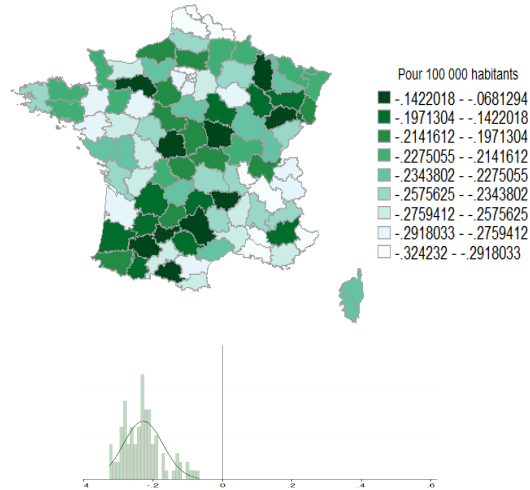 Pour 100 000 habitants
-.1422018 - -.0681294
-.1971304 - -.1422018
-.2141612 - -.1971304
-.2275055 - -.2141612
-.2343802 - -.2275055
-.2575625 - -.2343802
-.2759412 - -.2575625
-.2918033 - -.2759412
-.324232 - -.2918033
4 -.2 0 .2 .4 .6